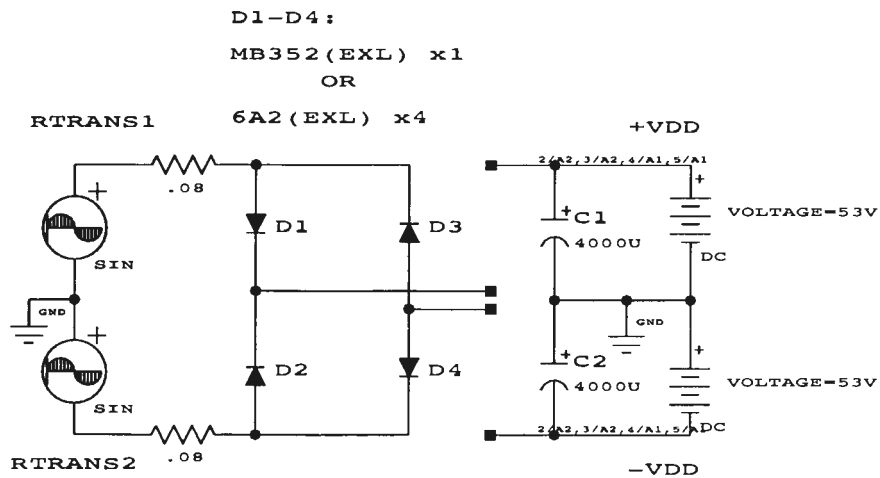 D1-D4:
MB352(EXL) x1
OR
6A2(EXL) x4
RTRANS1
+VDD
2/A2,3/A2,4/A1,5/A1
.08
+
+
+C1
4000U
VOLTAGE=53V
D1
D3
SIN
DC
GND
GND
+
+
+C2
4000U
VOLTAGE=53V
D2
D4
SIN
2/A2,3/A2,4/A1,5/A1
DC
.08
RTRANS2
-VDD